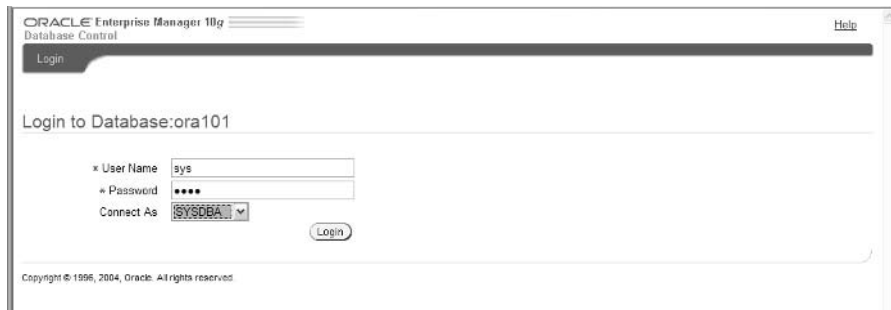 ORACLE Enterprise Manager 10g
Database Control
Help
Login
Login to Database:ora101
* User Name sys
* Password ••••
Connect As SYSDBA
Login
Copyright © 1996, 2004, Oracle. All rights reserved.